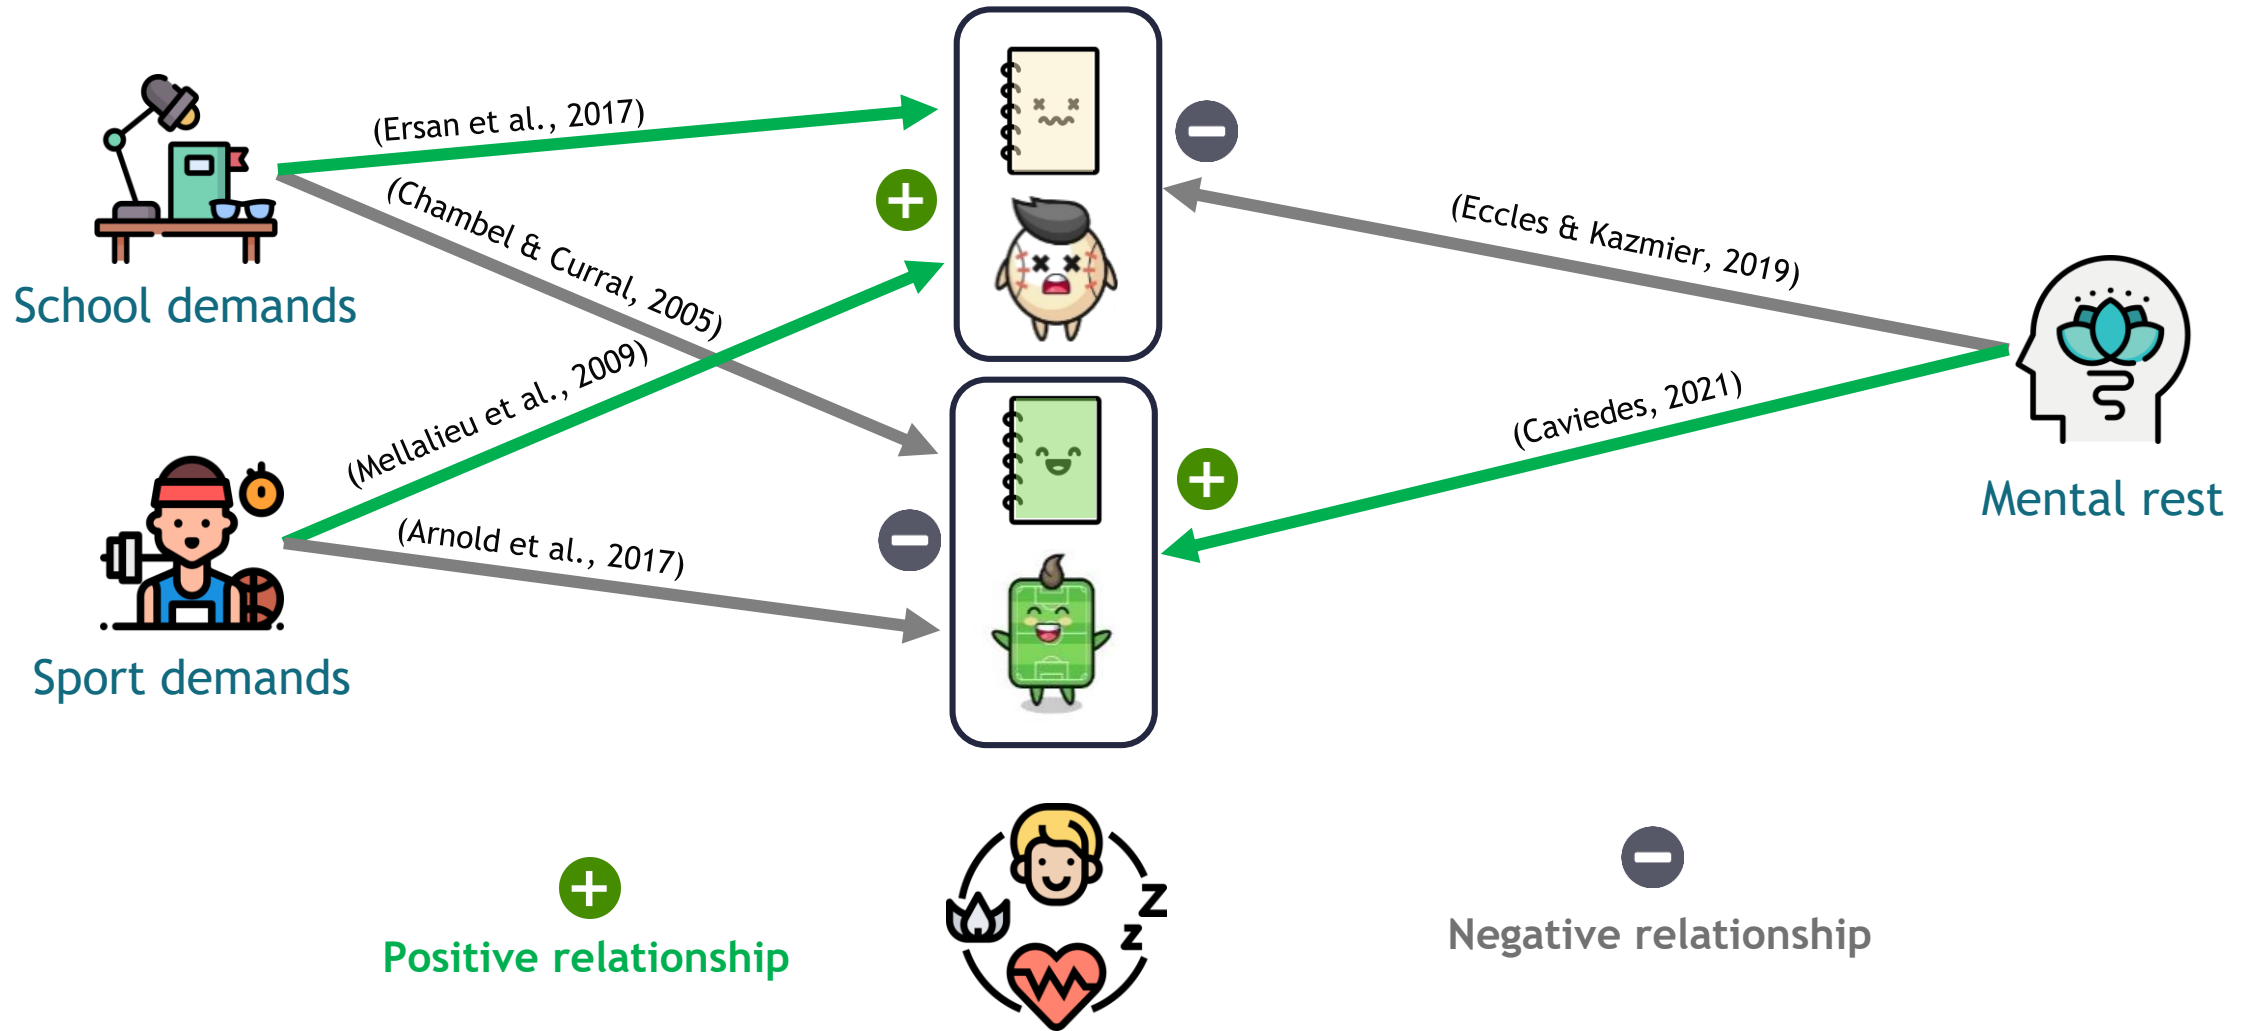 (Ersan et al., 2017)
(Chambel & Curral, 2005)
School demands
(Mellalieu et al., 2009)
(Arnold et al., 2017)
Sport demands
(Eccles & Kazmier, 2019)
(Caviedes, 2021)
Mental rest
Z
z
Positive relationship
Negative relationship